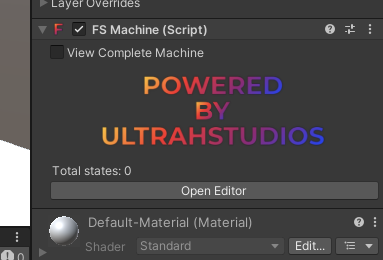 Layer Overrides
FS Machine (Script)
View Complete Machine
POWERED
BY
ULTRAHSTUDIOS
Total states: 0
Open Editor
Default-Material (Material)
Shader Standard Edit...
0